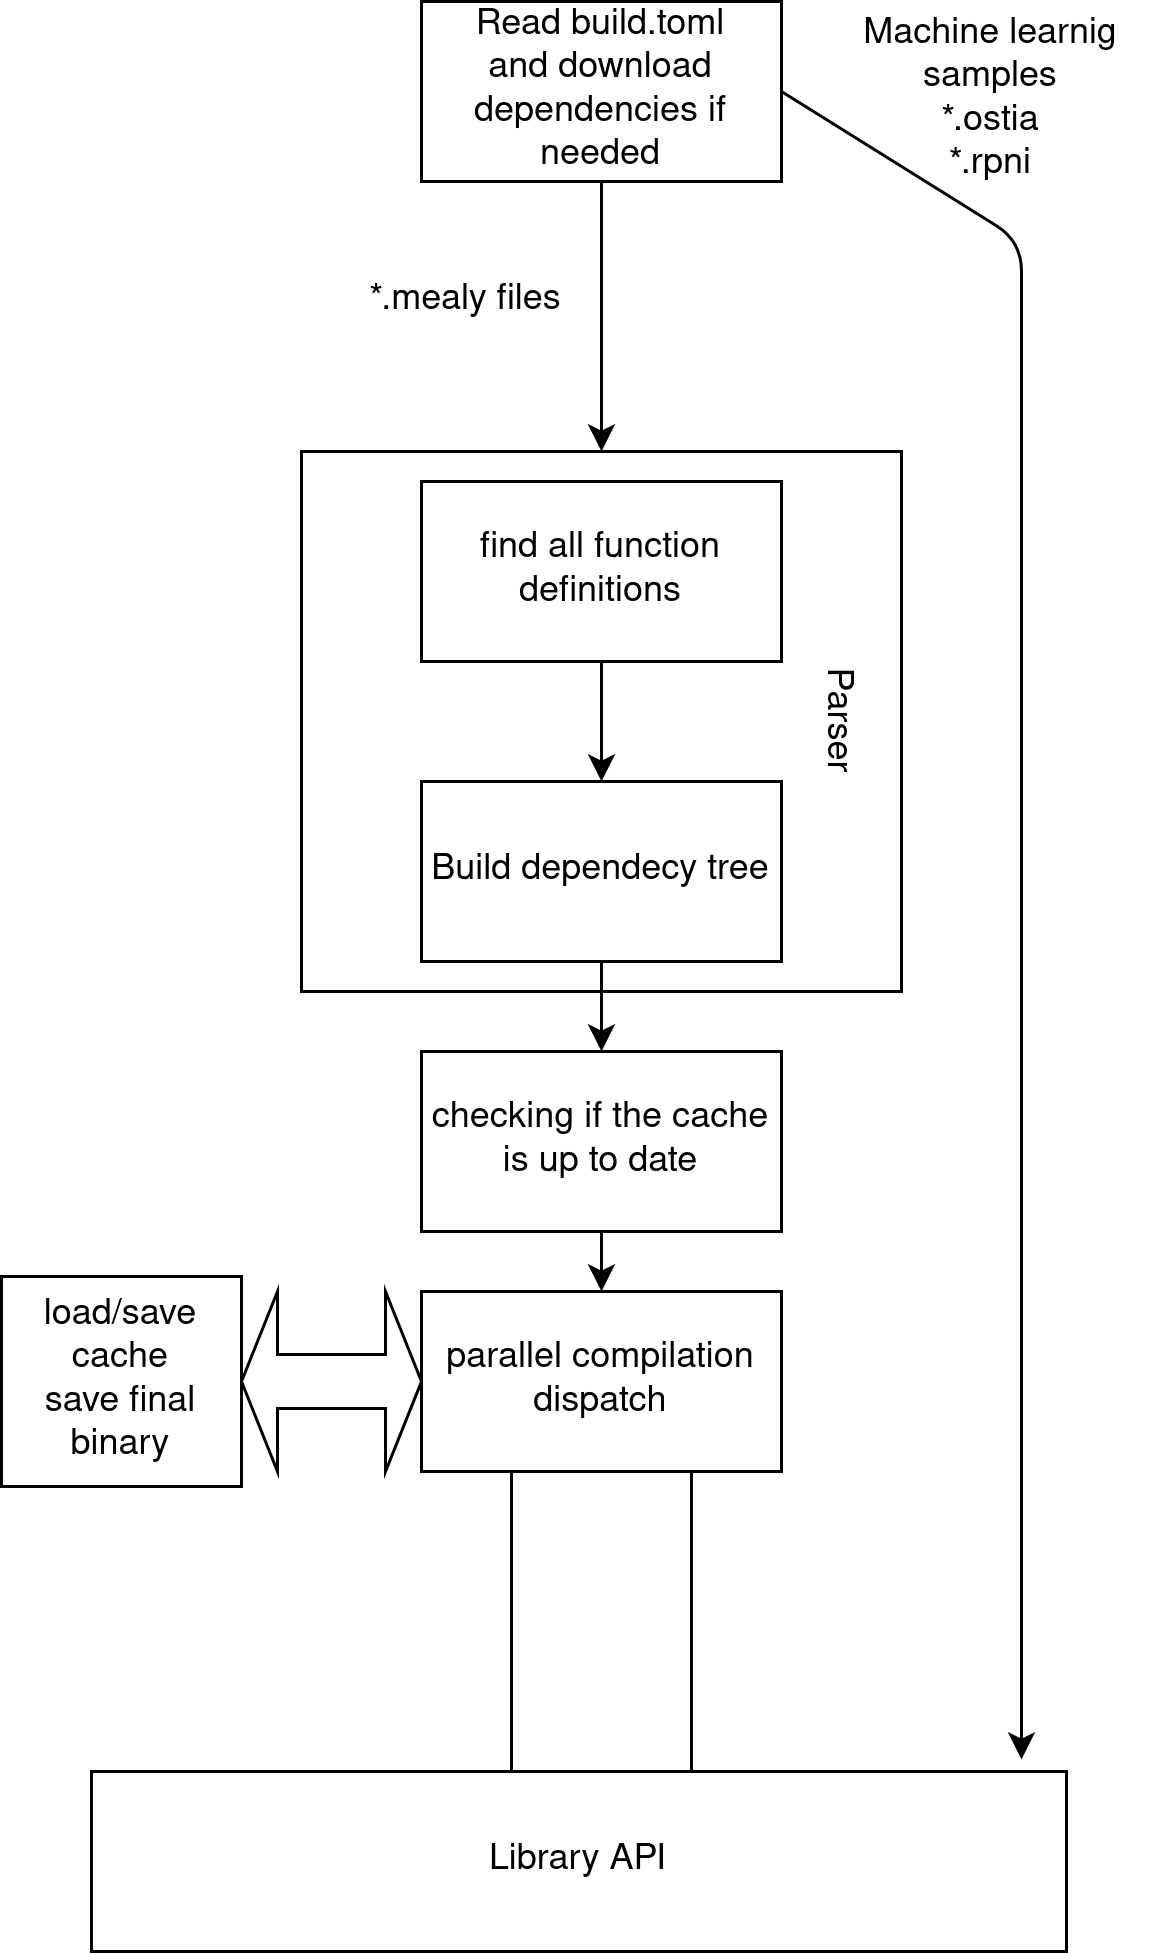 Read build.toml
and download
dependencies if
needed
Machine learnig
samples
*.ostia
*.rpni
*.mealy files
find all function
definitions
Parser
Build dependecy tree
checking if the cache
is up to date
load/save
cache
save final
binary
parallel compilation
dispatch
Library API